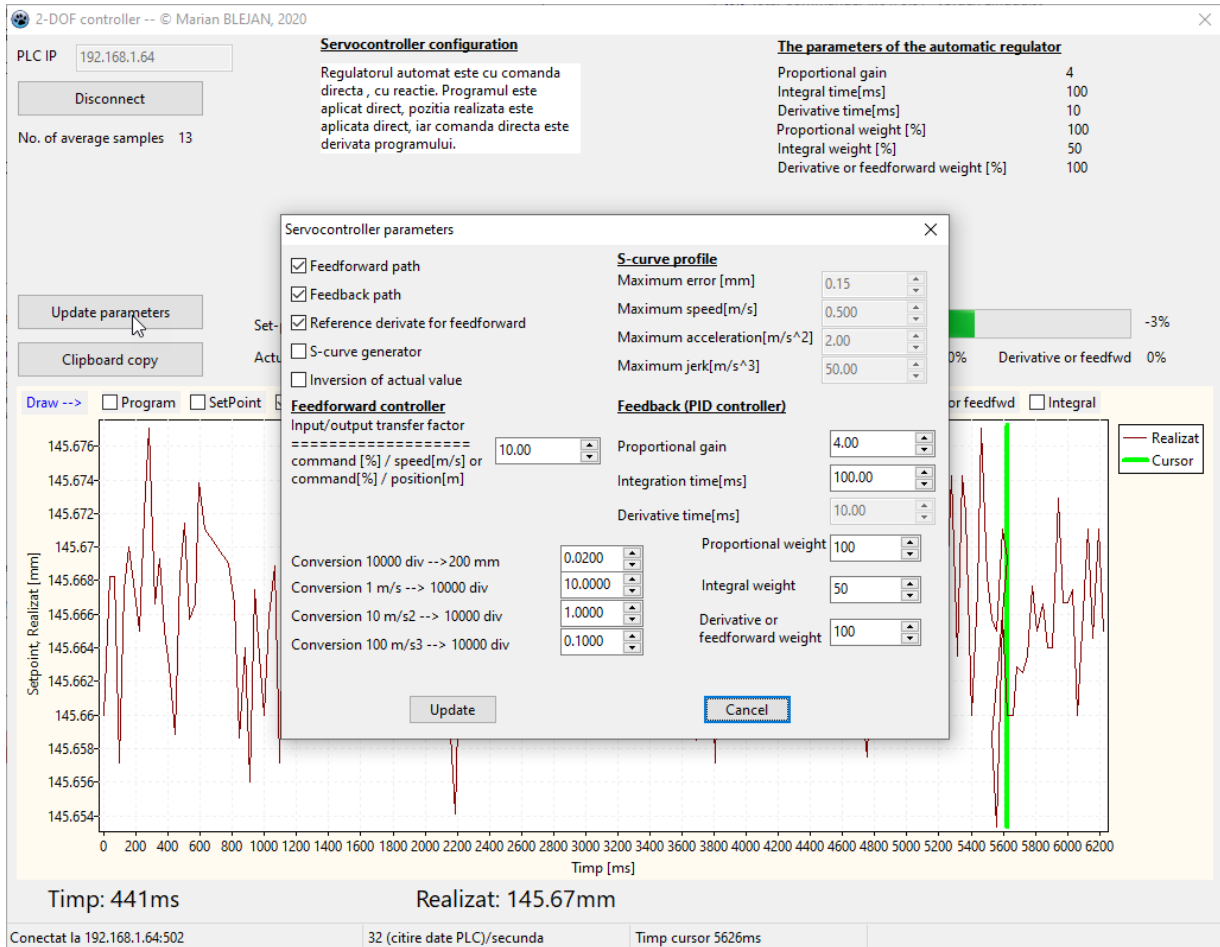 2-DOF controller -- © Marian BLEJAN, 2020
PLC IP
192.168.1.64
Disconnect
No. of average samples 13
Servocontroller configuration
Regulatorul automat este cu comanda
directa , cu reactie. Programul este
aplicat direct, pozitia realizata este
aplicata direct, iar comanda directa este
derivata programului.
The parameters of the automatic regulator
Proportional gain 4
Integral time[ms] 100
Derivative time[ms] 10
Proportional weight [%] 100
Integral weight [%] 50
Derivative or feedforward weight [%] 100
Update parameters
Clipboard copy
Set-
Actu
-3%
0% Derivative or feedfwd 0%
Servocontroller parameters
Feedforward path
Feedback path
Reference derivate for feedforward
S-curve generator
Inversion of actual value
S-curve profile
Maximum error [mm] 0.15
Maximum speed[m/s] 0.500
Maximum acceleration[m/s^2] 2.00
Maximum jerk[m/s^3] 50.00
Feedforward controller
Input/output transfer factor
===================
command [%] / speed[m/s] or
command[%] / position[m]
10.00
Conversion 10000 div -->200 mm 0.0200
Conversion 1 m/s --> 10000 div 10.0000
Conversion 10 m/s2 --> 10000 div 1.0000
Conversion 100 m/s3 --> 10000 div 0.1000
Feedback (PID controller)
Proportional gain 4.00
Integration time[ms] 100.00
Derivative time[ms] 10.00
Proportional weight 100
Integral weight 50
Derivative or
feedforward weight 100
Update
Cancel
Draw --> Program SetPoint
or feedfwd Integral
Realizat
Cursor
Setpoint, Realizat [mm]
145.676
145.674
145.672
145.67
145.668
145.666
145.664
145.662
145.66
145.658
145.656
145.654
0 200 400 600 800 1000 1200 1400 1600 1800 2000 2200 2400 2600 2800 3000 3200 3400 3600 3800 4000 4200 4400 4600 4800 5000 5200 5400 5600 5800 6000 6200
Timp [ms]
Timp: 441ms
Realizat: 145.67mm
Conectat la 192.168.1.64:502
32 (citire date PLC)/secunda
Timp cursor 5626ms